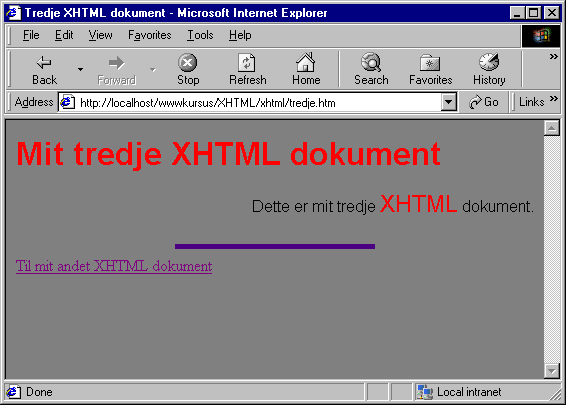 Tredje XHTML dokument - Microsoft Internet Explorer
File Edit View Favorites Tools Help
Back Forward Stop Refresh Home Search Favorites History »
Address http://localhost/wwwkursus/XHTML/xhtml/tredje.htm Go Links »
Mit tredje XHTML dokument
Dette er mit tredje XHTML dokument.
Til mit andet XHTML dokument
Done Local intranet